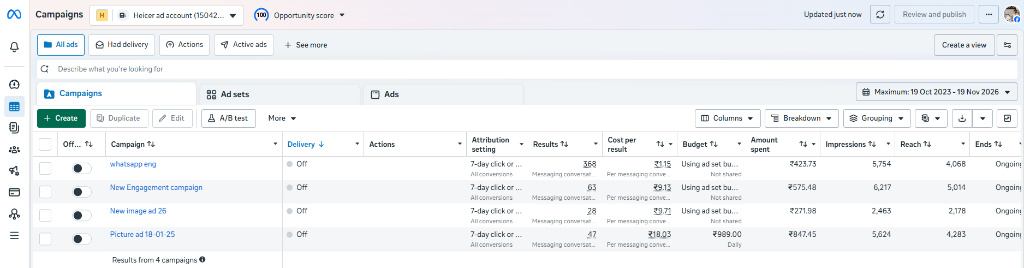 Campaigns H Heicer ad account (15042... 100 Opportunity score Updated just now Review and publish
All ads Had delivery Actions Active ads + See more Create a view
Describe what you're looking for
Campaigns Ad sets Ads Maximum: 19 Oct 2023 - 19 Nov 2026
+ Create Duplicate Edit A/B test More Columns Breakdown Grouping
Off... Campaign Delivery ↓ Actions Attribution setting Results Cost per result Budget Amount spent Impressions Reach Ends
whatsapp eng Off 7-day click or ... 368 ₹1.15 Using ad set bu... ₹423.73 5,754 4,068 Ongoing
All conversions Messaging conversat... Per messaging conve... Not shared
New Engagement campaign Off 7-day click or ... 63 ₹9.13 Using ad set bu... ₹575.48 6,217 5,014 Ongoing
All conversions Messaging conversat... Per messaging conve... Not shared
New image ad 26 Off 7-day click or ... 28 ₹9.71 Using ad set bu... ₹271.98 2,463 2,178 Ongoing
All conversions Messaging conversat... Per messaging conve... Not shared
Picture ad 18-01-25 Off 7-day click or ... 47 ₹18.03 ₹989.00 ₹847.45 5,624 4,283 Ongoing
All conversions Messaging conversat... Per messaging conve... Daily
Results from 4 campaigns